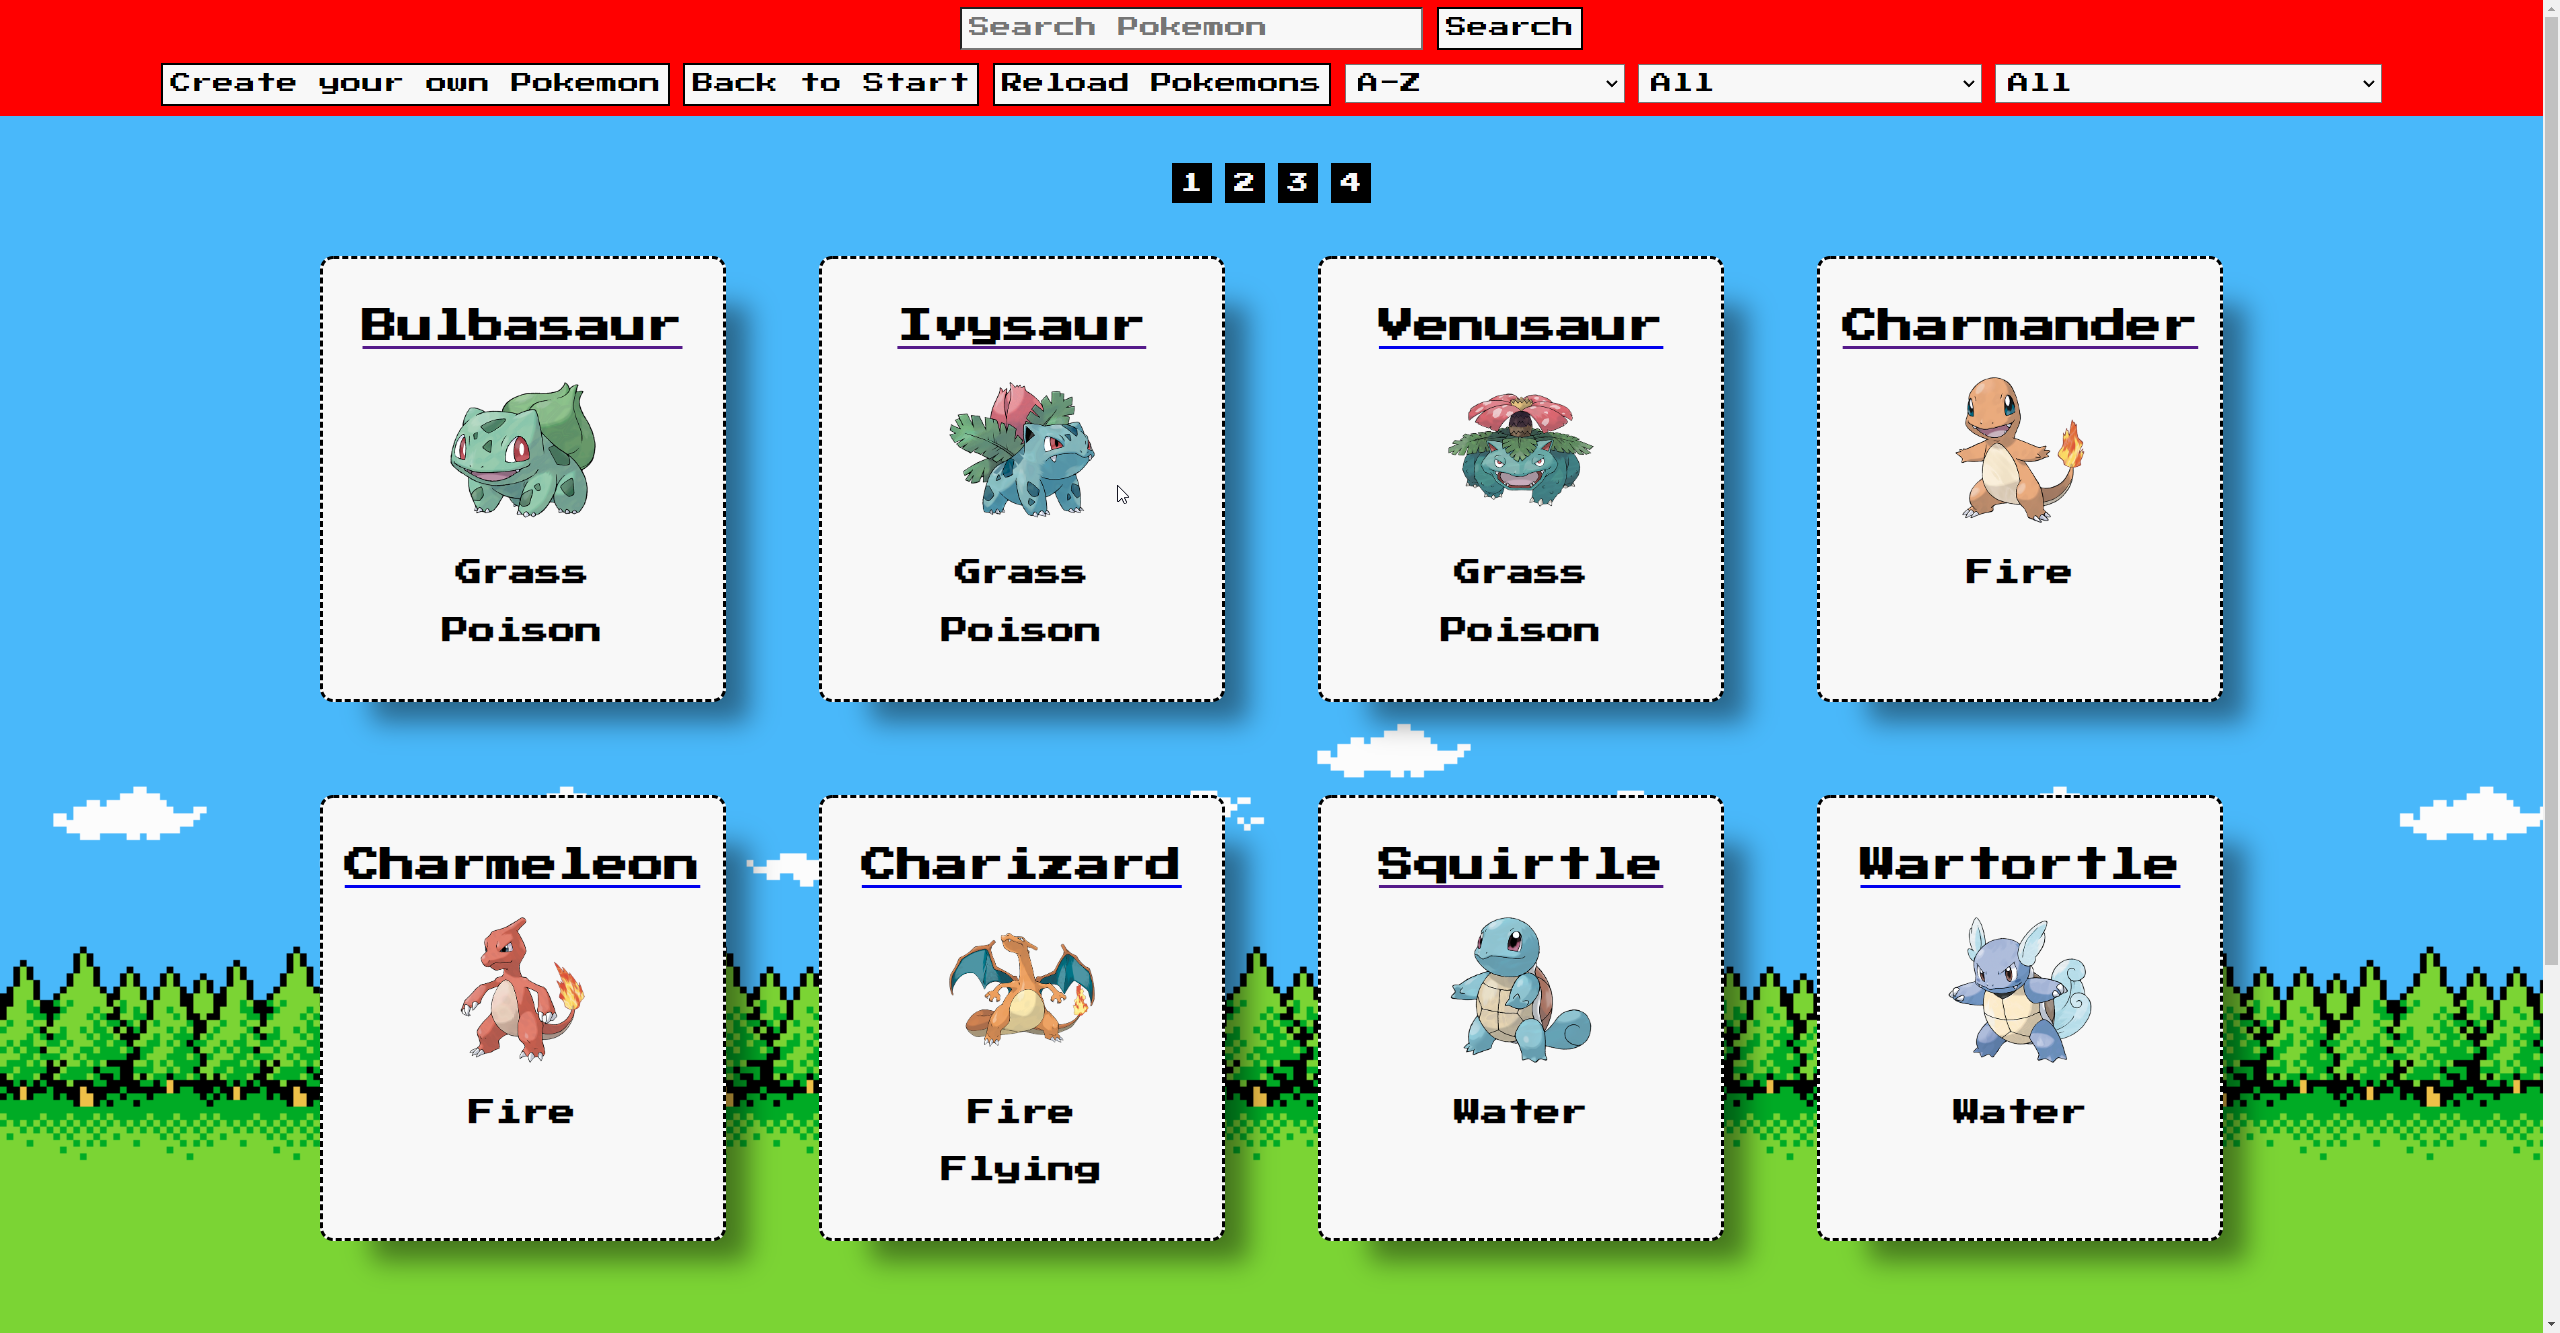 Search Pokemon Search
Create your own Pokemon Back to Start Reload Pokemons A-Z All All
1 2 3 4
Bulbasaur Ivysaur Venusaur Charmander
Grass Grass Grass Fire
Poison Poison Poison
Charmeleon Charizard Squirtle Wartortle
Fire Fire Water Water
Flying